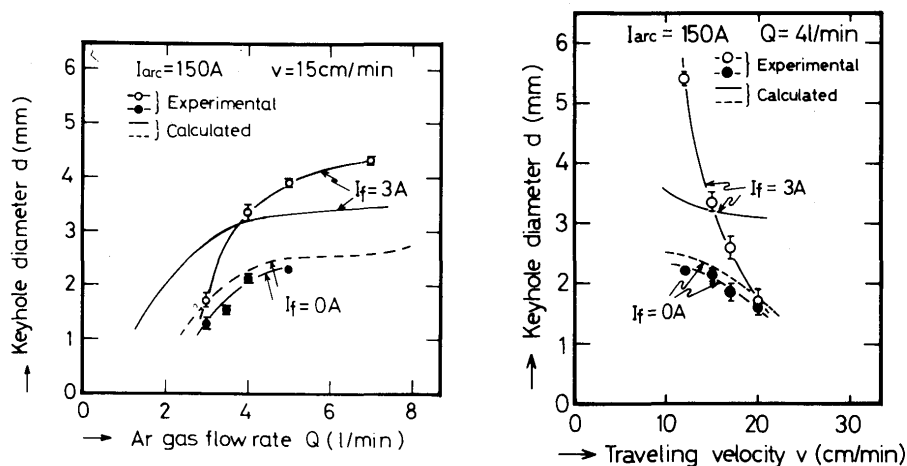 Iarc=150A v=15cm/min
Experimental
Calculated
If=3A
If=0A
6
5
4
3
2
1
0
Keyhole diameter d (mm)
0 2 4 6 8
Ar gas flow rate Q (l/min)
Iarc=150A Q=4l/min
Experimental
Calculated
If=3A
If=0A
6
5
4
3
2
1
0
Keyhole diameter d (mm)
0 10 20 30
Traveling velocity v (cm/min)